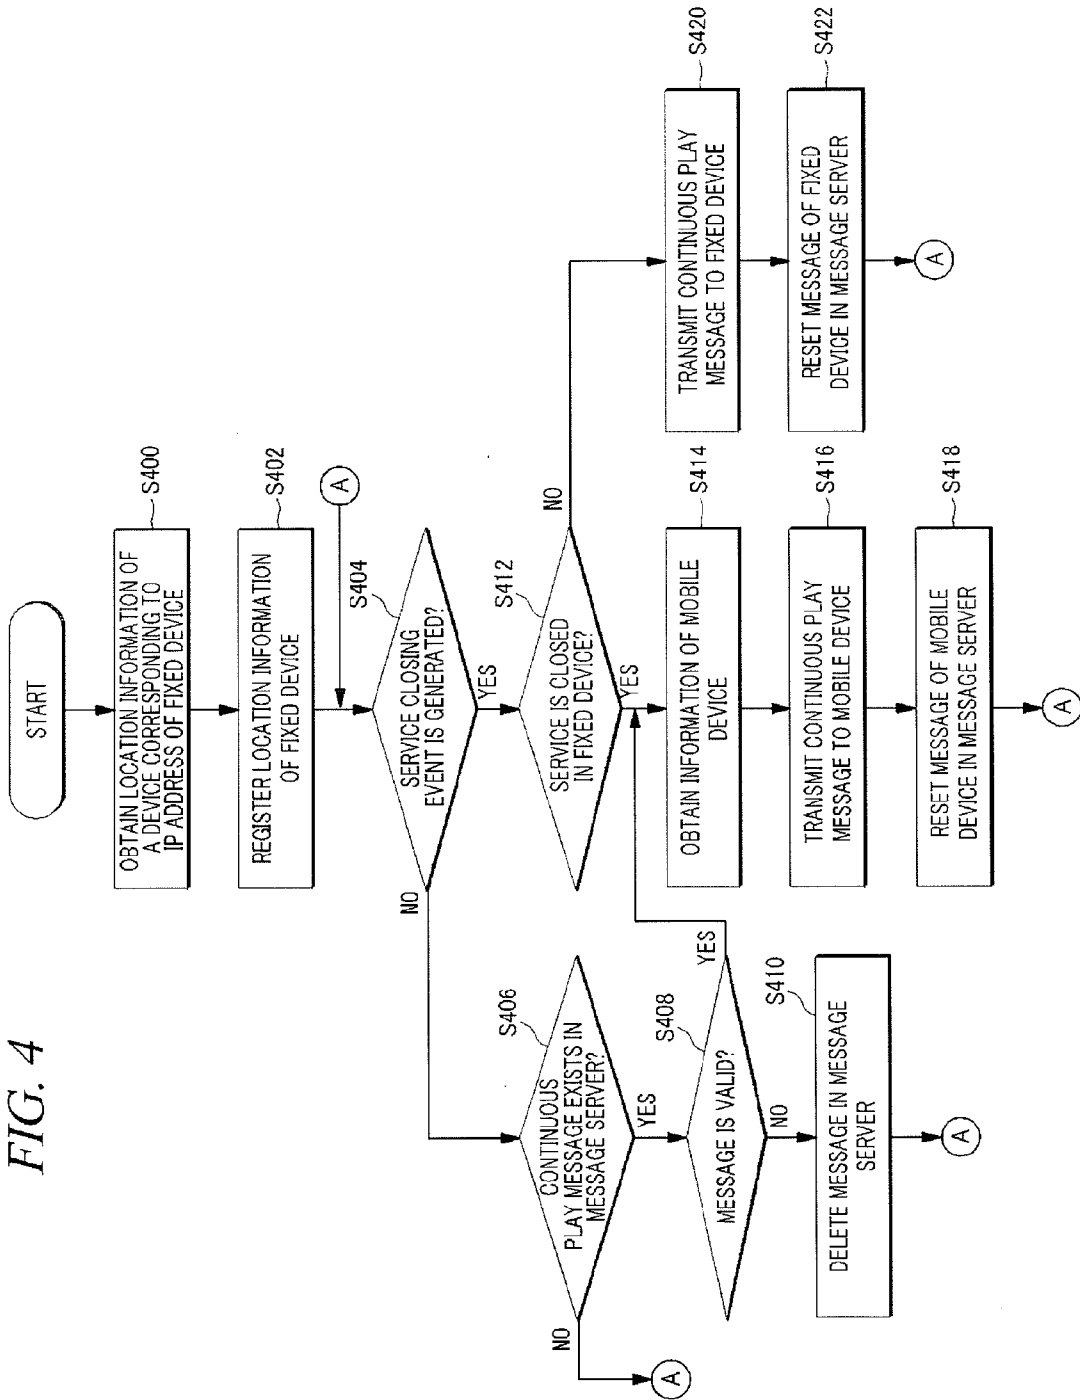 FIG. 4
START
OBTAIN LOCATION INFORMATION OF
A DEVICE CORRESPONDING TO
IP ADDRESS OF FIXED DEVICE
S400
REGISTER LOCATION INFORMATION
OF FIXED DEVICE
S402
A
SERVICE CLOSING
EVENT IS GENERATED?
S404
NO
YES
CONTINUOUS
PLAY MESSAGE EXISTS IN
MESSAGE SERVER?
S406
NO
A
YES
MESSAGE IS VALID?
S408
YES
NO
DELETE MESSAGE IN MESSAGE
SERVER
S410
A
SERVICE IS CLOSED
IN FIXED DEVICE?
S412
YES
NO
OBTAIN INFORMATION OF MOBILE
DEVICE
S414
TRANSMIT CONTINUOUS PLAY
MESSAGE TO MOBILE DEVICE
S416
RESET MESSAGE OF MOBILE
DEVICE IN MESSAGE SERVER
S418
A
TRANSMIT CONTINUOUS PLAY
MESSAGE TO FIXED DEVICE
S420
RESET MESSAGE OF FIXED
DEVICE IN MESSAGE SERVER
S422
A